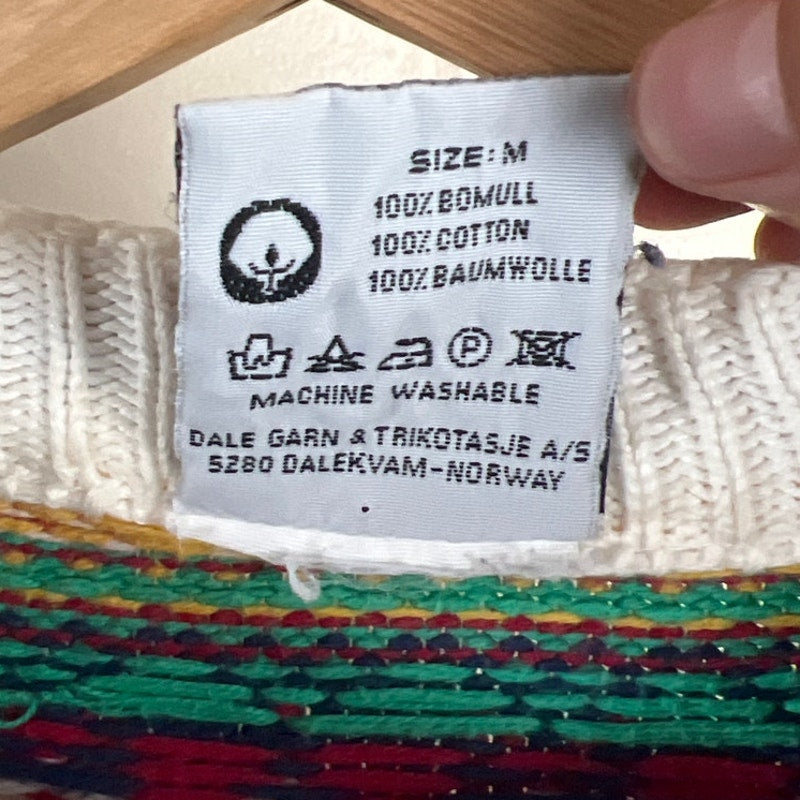 SIZE: M
100% BOMULL
100% COTTON
100% BAUMWOLLE
P
MACHINE WASHABLE
DALE GARN & TRIKOTASJE A/S
5280 DALEKVAM-NORWAY